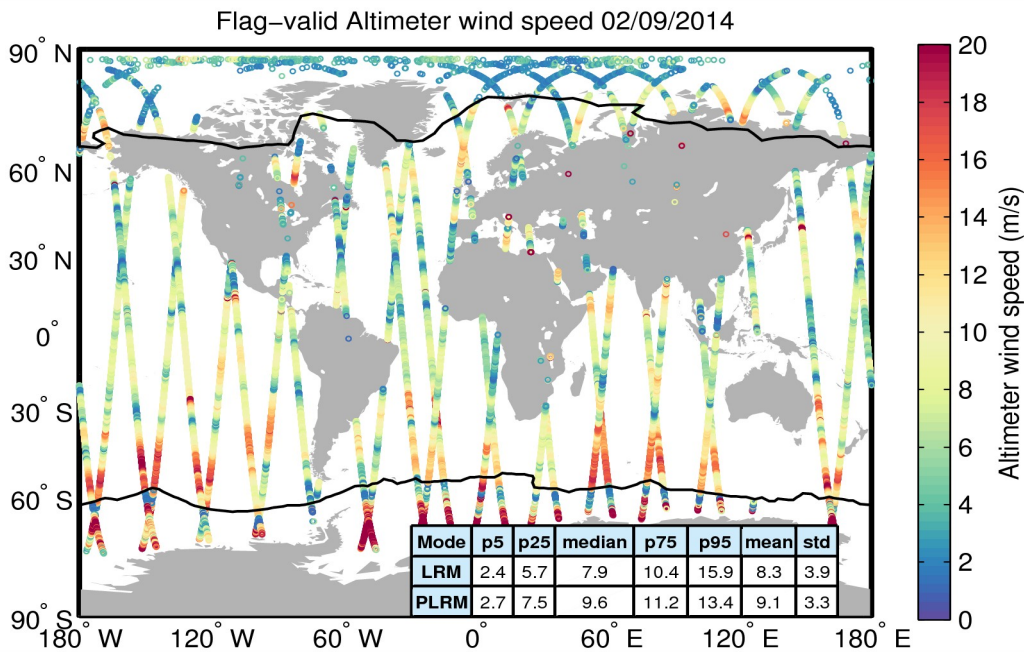 Flag−valid Altimeter wind speed 02/09/2014
90° N
60° N
30° N
0°
30° S
60° S
90° S
180° W
120° W
60° W
0°
60° E
120° E
180° E
Mode p5 p25 median p75 p95 mean std
LRM 2.4 5.7 7.9 10.4 15.9 8.3 3.9
PLRM 2.7 7.5 9.6 11.2 13.4 9.1 3.3
20
18
16
14
12
10
8
6
4
2
0
Altimeter wind speed (m/s)